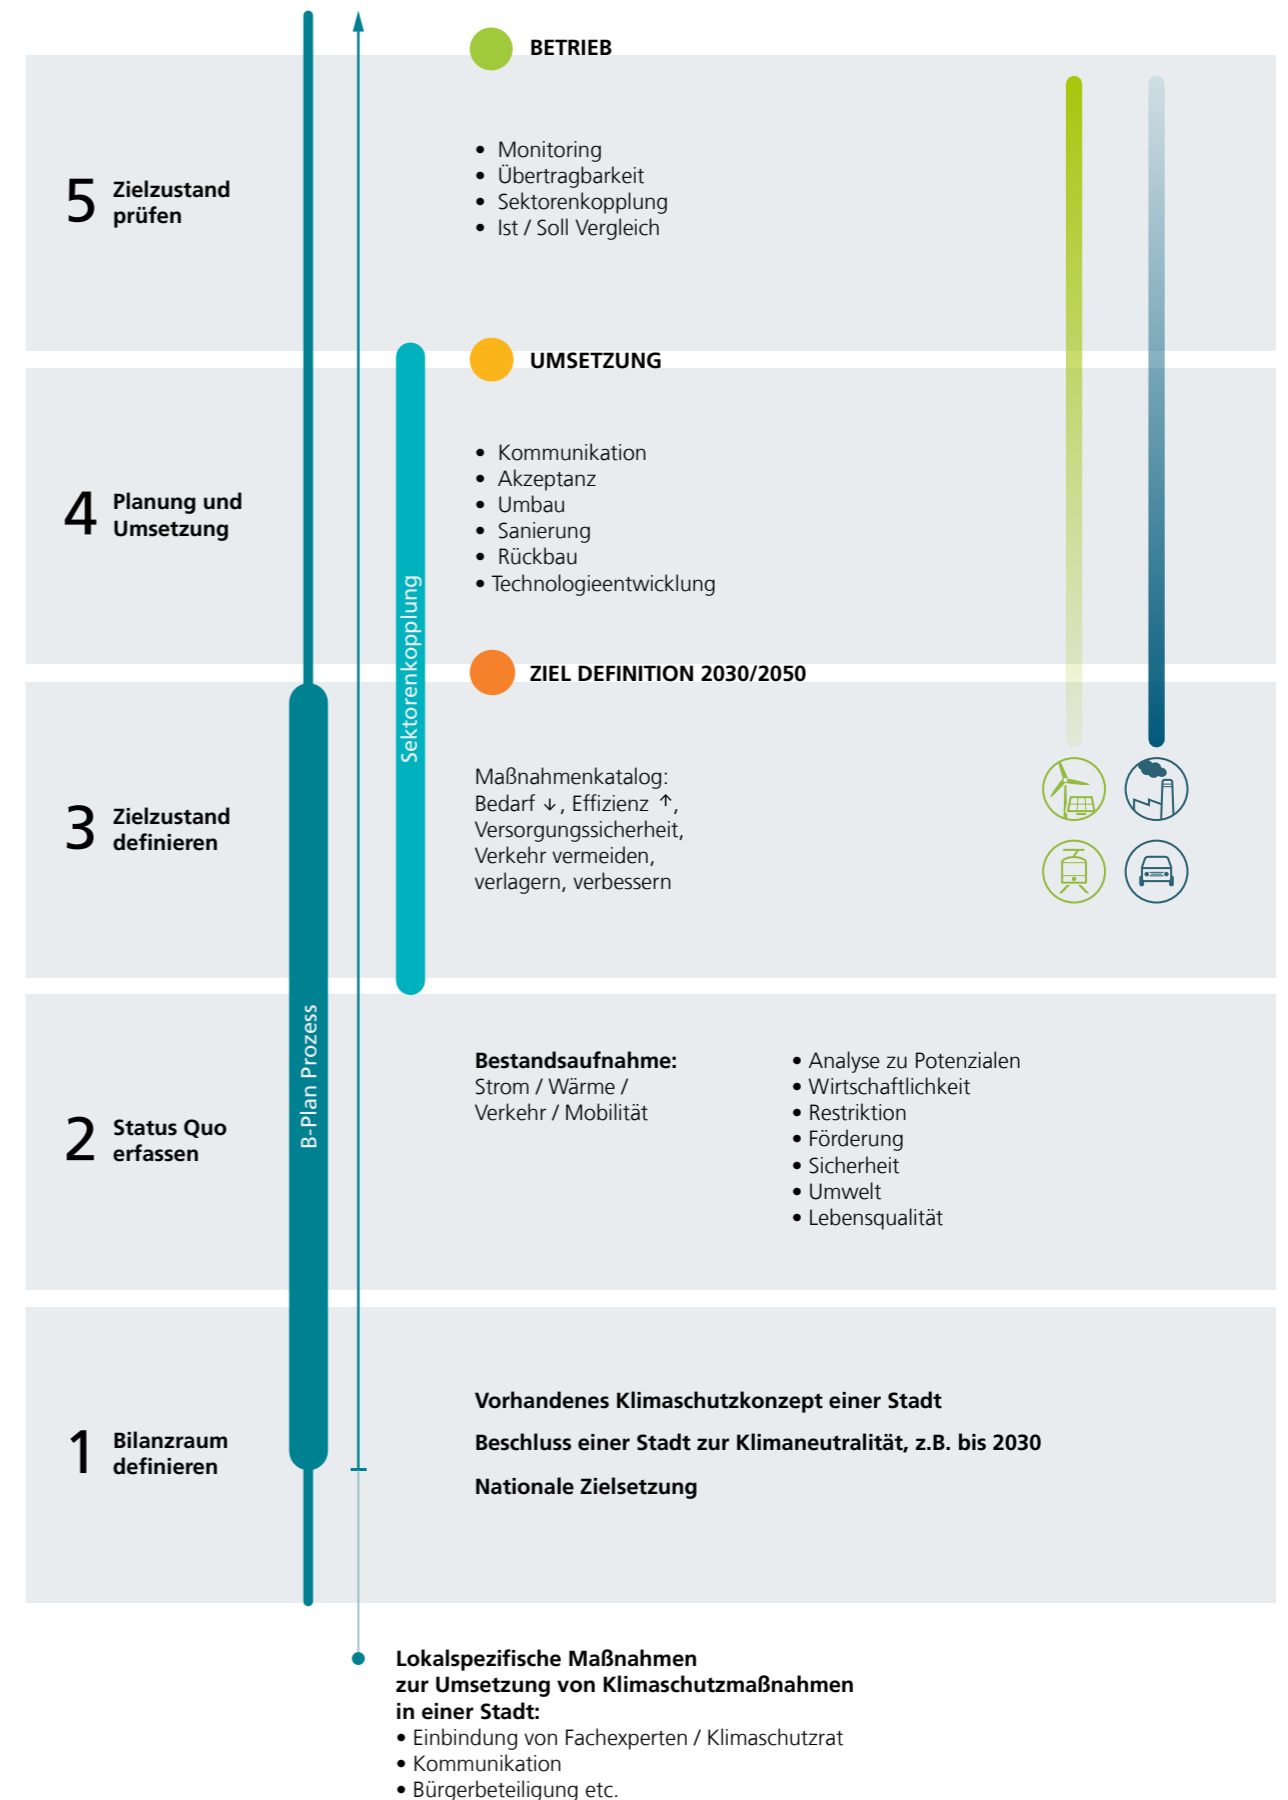 BETRIEB
5 Zielzustand
prüfen
• Monitoring
• Übertragbarkeit
• Sektorenkopplung
• Ist / Soll Vergleich
UMSETZUNG
4 Planung und
Umsetzung
• Kommunikation
• Akzeptanz
• Umbau
• Sanierung
• Rückbau
• Technologieentwicklung
Sektorenkopplung
ZIEL DEFINITION 2030/2050
3 Zielzustand
definieren
Maßnahmenkatalog:
Bedarf ↓, Effizienz ↑,
Versorgungssicherheit,
Verkehr vermeiden,
verlagern, verbessern
B-Plan Prozess
2 Status Quo
erfassen
Bestandsaufnahme:
Strom / Wärme /
Verkehr / Mobilität
• Analyse zu Potenzialen
• Wirtschaftlichkeit
• Restriktion
• Förderung
• Sicherheit
• Umwelt
• Lebensqualität
1 Bilanzraum
definieren
Vorhandenes Klimaschutzkonzept einer Stadt
Beschluss einer Stadt zur Klimaneutralität, z.B. bis 2030
Nationale Zielsetzung
Lokalspezifische Maßnahmen
zur Umsetzung von Klimaschutzmaßnahmen
in einer Stadt:
• Einbindung von Fachexperten / Klimaschutzrat
• Kommunikation
• Bürgerbeteiligung etc.